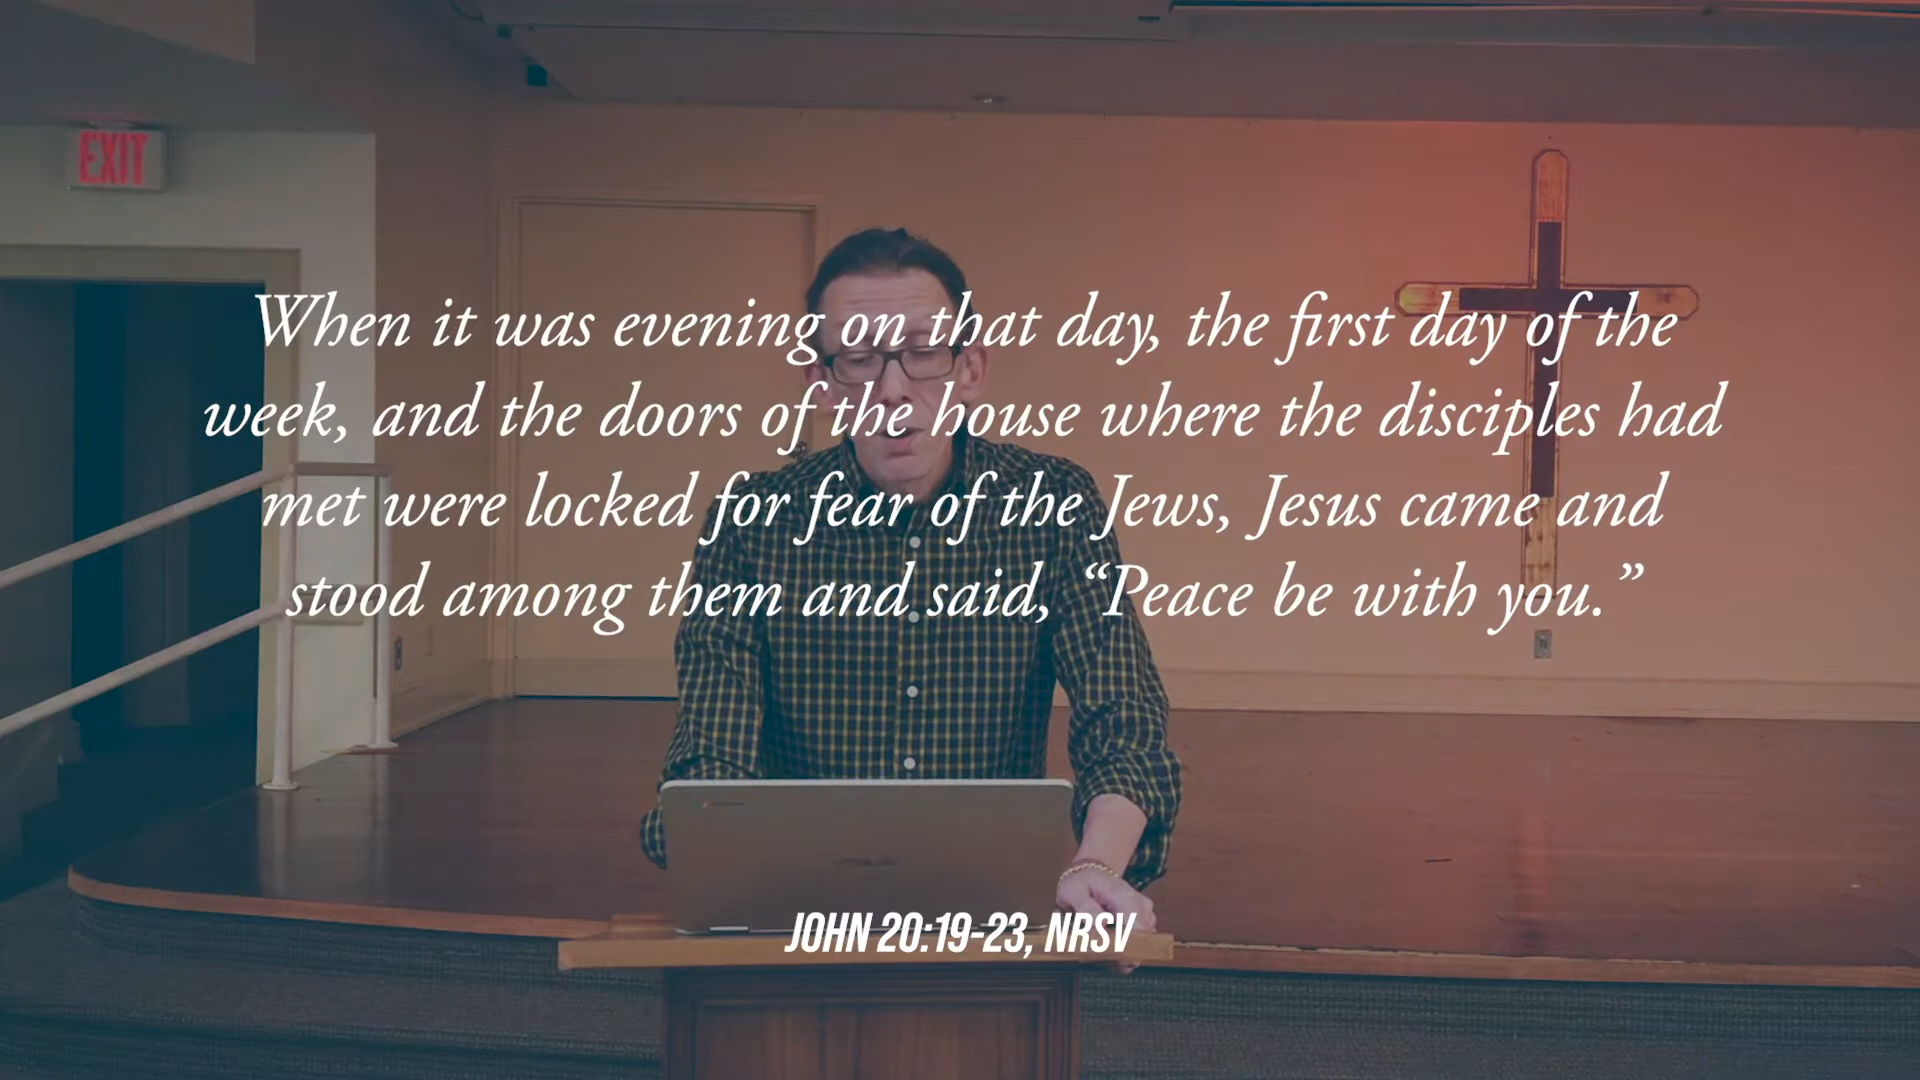 EXIT
When it was evening on that day, the first day of the
week, and the doors of the house where the disciples had
met were locked for fear of the Jews, Jesus came and
stood among them and said, “Peace be with you.”
JOHN 20:19-23, NRSV